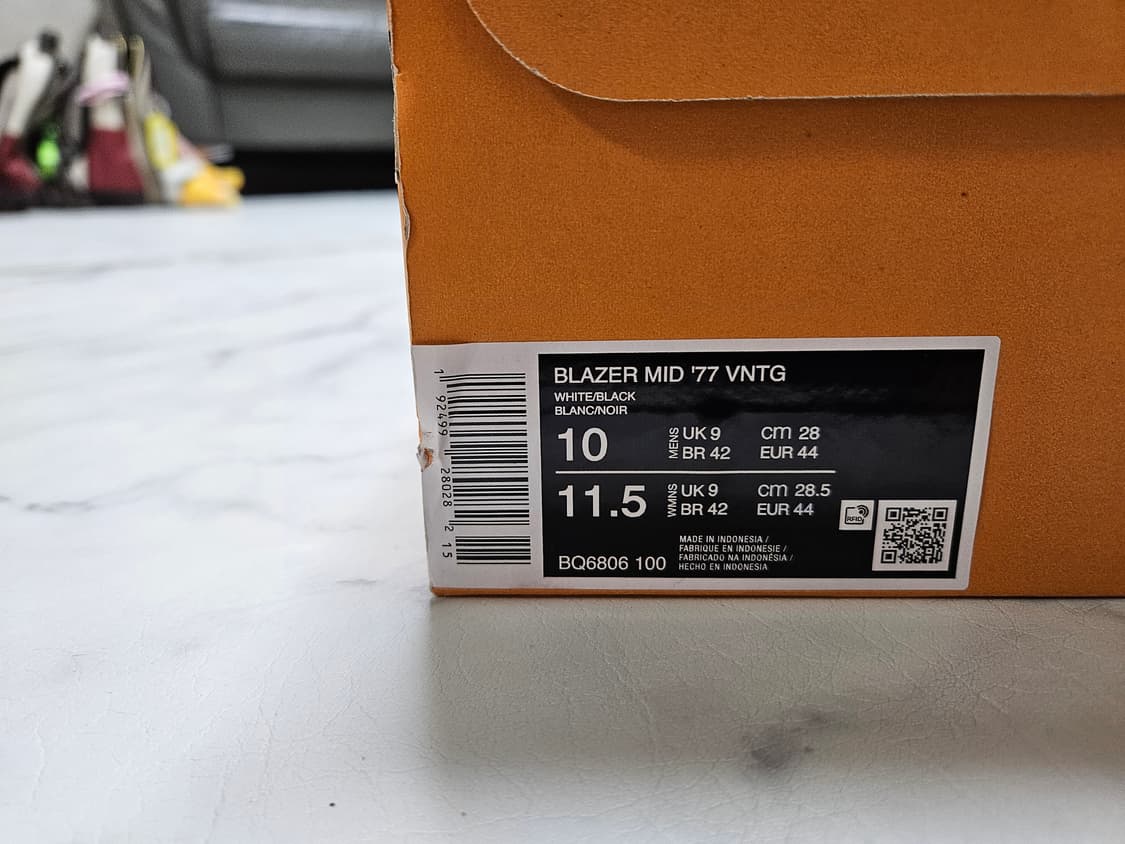 BLAZER MID '77 VNTG
WHITE/BLACK
BLANC/NOIR
10 MENS UK 9 cm 28
BR 42 EUR 44
11.5 WMNS UK 9 cm 28.5
BR 42 EUR 44
RFID
BQ6806 100
MADE IN INDONESIA /
FABRIQUE EN INDONESIE /
FABRICADO NA INDONÉSIA /
HECHO EN INDONESIA
1 92499 28028 2 15